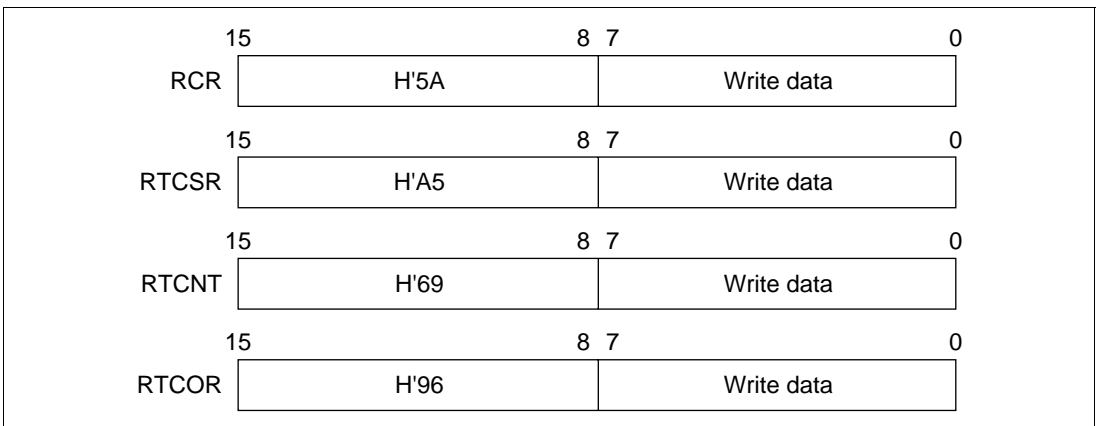 15 8 7 0
RCR H'5A Write data
15 8 7 0
RTCSR H'A5 Write data
15 8 7 0
RTCNT H'69 Write data
15 8 7 0
RTCOR H'96 Write data